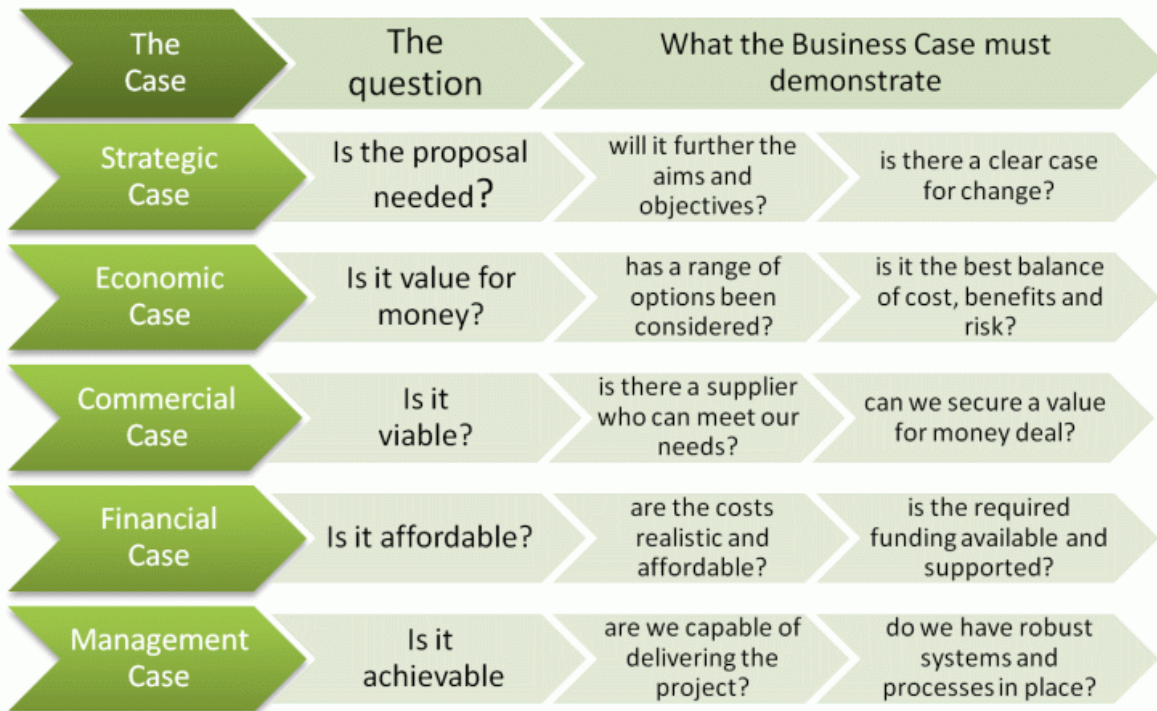 The
Case
The
question
What the Business Case must
demonstrate
Strategic
Case
Is the proposal
needed?
will it further the
aims and
objectives?
is there a clear case
for change?
Economic
Case
Is it value for
money?
has a range of
options been
considered?
is it the best balance
of cost, benefits and
risk?
Commercial
Case
Is it
viable?
is there a supplier
who can meet our
needs?
can we secure a value
for money deal?
Financial
Case
Is it affordable?
are the costs
realistic and
affordable?
is the required
funding available and
supported?
Management
Case
Is it
achievable
are we capable of
delivering the
project?
do we have robust
systems and
processes in place?